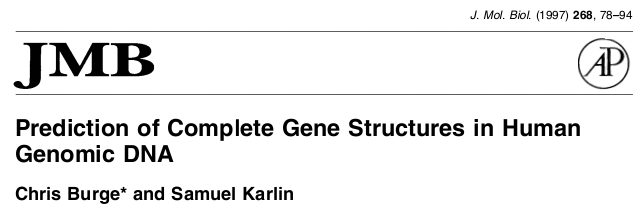 J. Mol. Biol. (1997) 268, 78–94
JMB
AP
Prediction of Complete Gene Structures in Human
Genomic DNA
Chris Burge* and Samuel Karlin